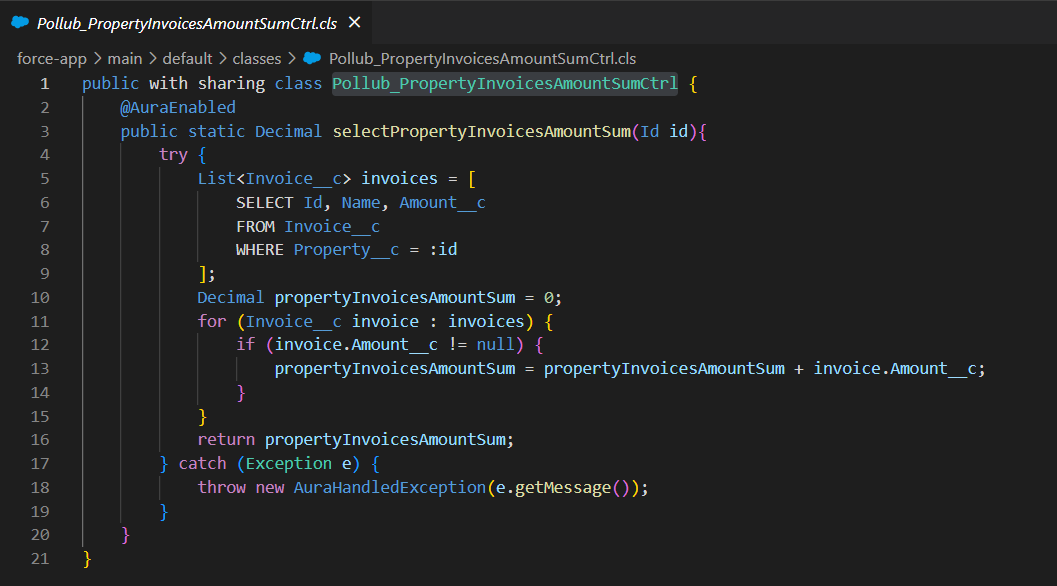 Pollub_PropertyInvoicesAmountSumCtrl.cls ✕
force-app > main > default > classes > Pollub_PropertyInvoicesAmountSumCtrl.cls
1 public with sharing class Pollub_PropertyInvoicesAmountSumCtrl {
2     @AuraEnabled
3     public static Decimal selectPropertyInvoicesAmountSum(Id id){
4         try {
5             List<Invoice__c> invoices = [
6                 SELECT Id, Name, Amount__c
7                 FROM Invoice__c
8                 WHERE Property__c = :id
9             ];
10             Decimal propertyInvoicesAmountSum = 0;
11             for (Invoice__c invoice : invoices) {
12                 if (invoice.Amount__c != null) {
13                     propertyInvoicesAmountSum = propertyInvoicesAmountSum + invoice.Amount__c;
14                 }
15             }
16             return propertyInvoicesAmountSum;
17         } catch (Exception e) {
18             throw new AuraHandledException(e.getMessage());
19         }
20     }
21 }